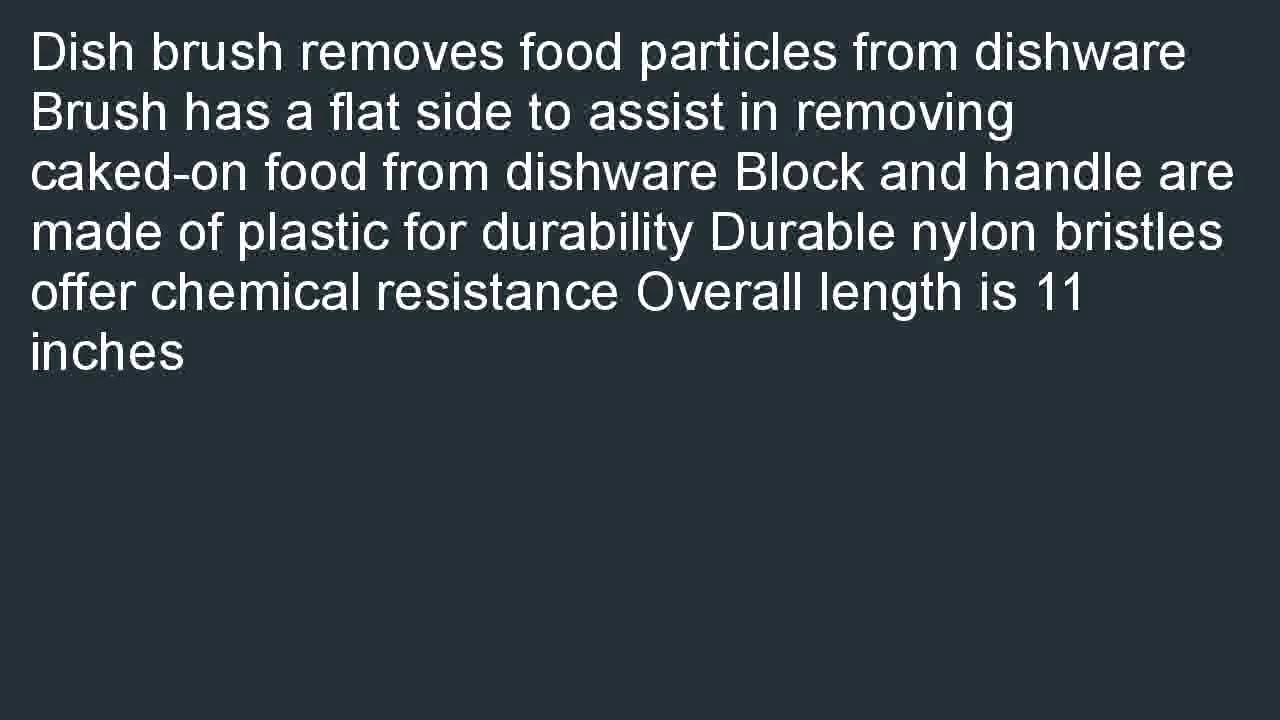 Dish brush removes food particles from dishware
Brush has a flat side to assist in removing
caked-on food from dishware Block and handle are
made of plastic for durability Durable nylon bristles
offer chemical resistance Overall length is 11
inches